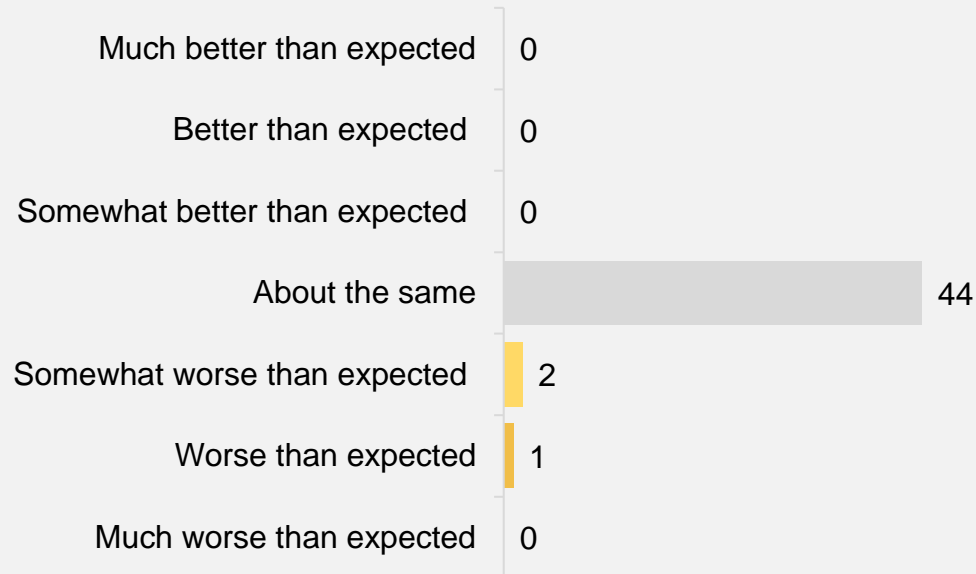 Much better than expected 0
Better than expected 0
Somewhat better than expected 0
About the same 44
Somewhat worse than expected 2
Worse than expected 1
Much worse than expected 0